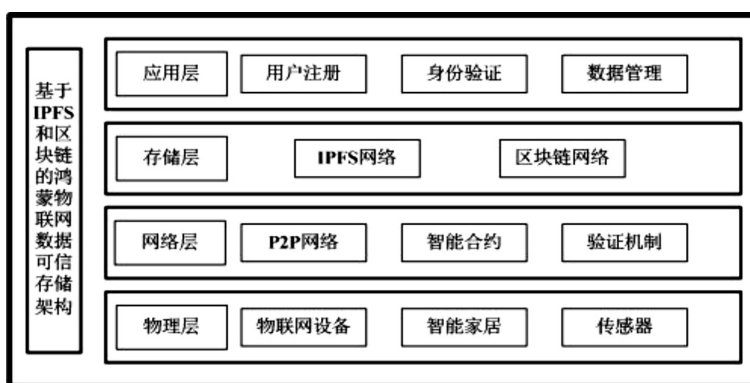 基于
IPFS
和区
块链
的鸿
蒙物
联网
数据
可信
存储
架构
应用层 用户注册 身份验证 数据管理
存储层 IPFS网络 区块链网络
网络层 P2P网络 智能合约 验证机制
物理层 物联网设备 智能家居 传感器